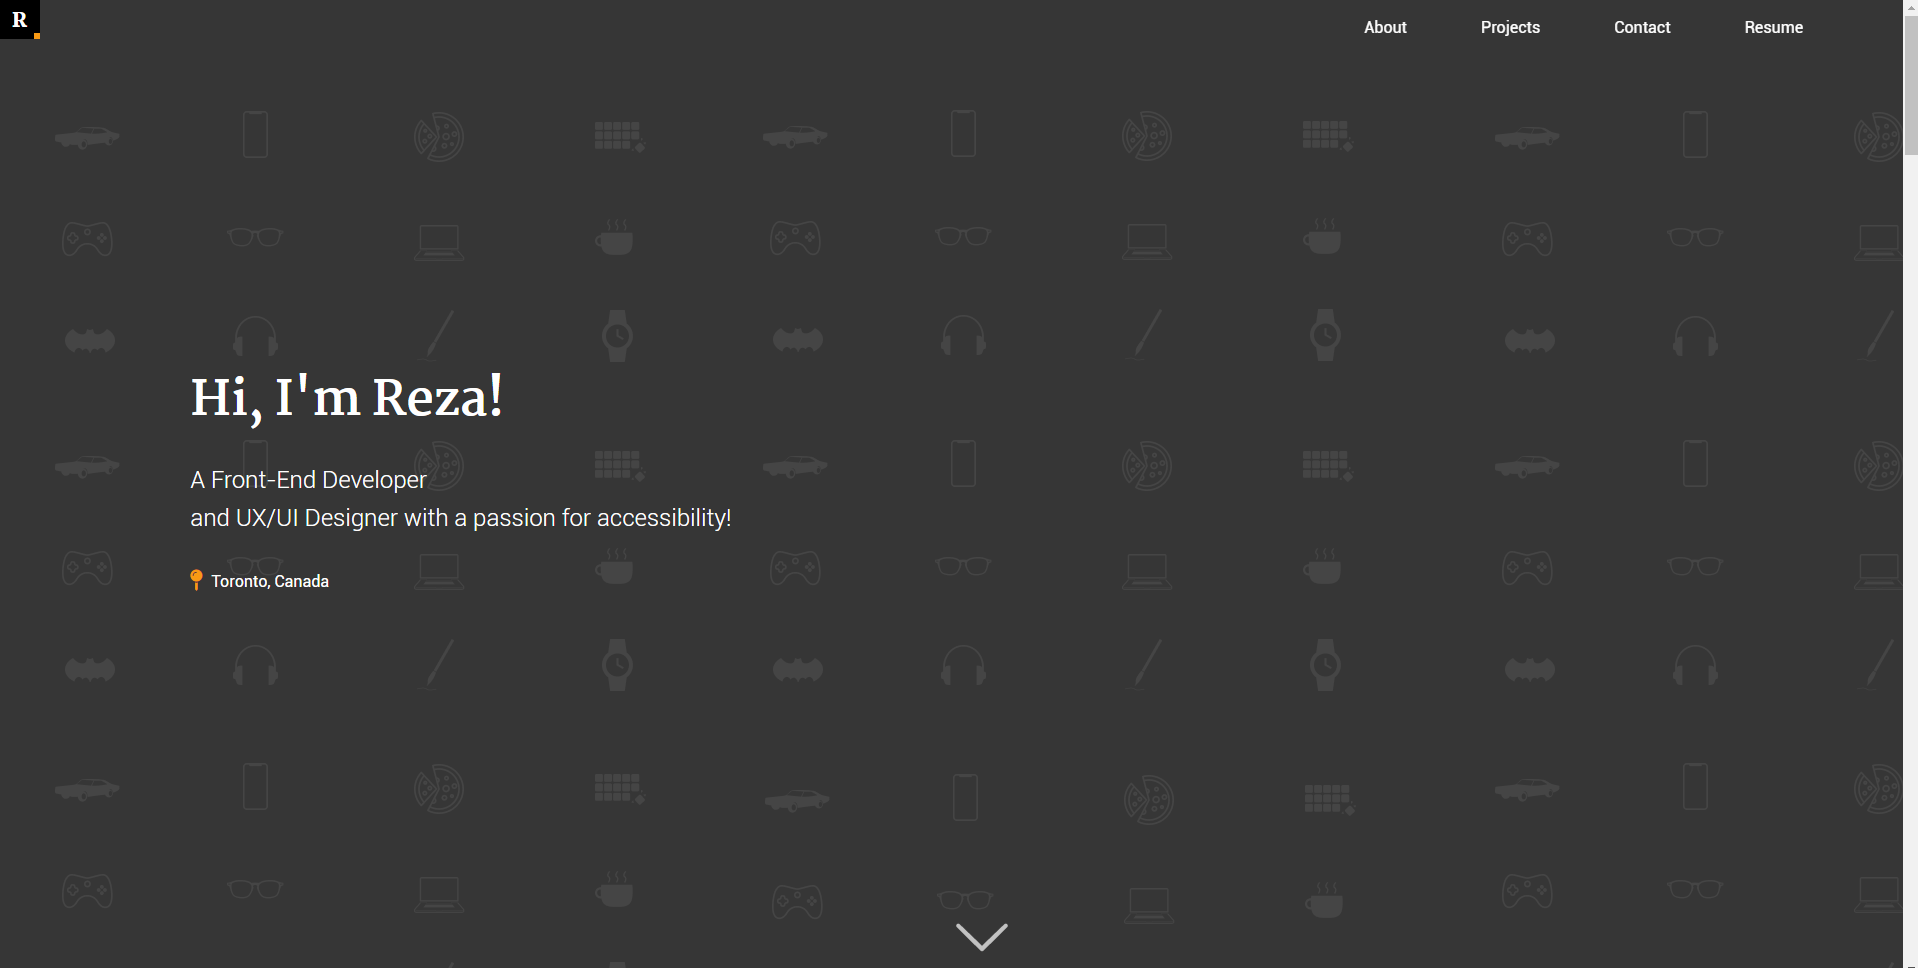 R
About
Projects
Contact
Resume
Hi, I'm Reza!
A Front-End Developer
and UX/UI Designer with a passion for accessibility!
Toronto, Canada